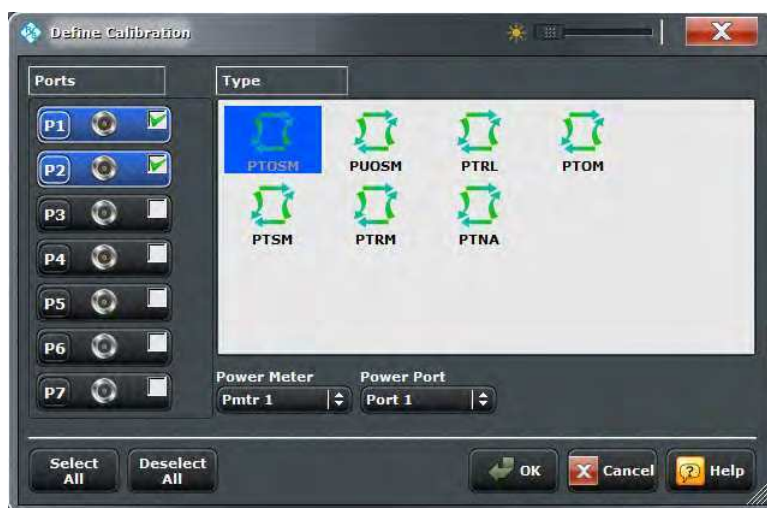 Define Calibration
X
Ports
Type
P1
P2
P3
P4
P5
P6
P7
PTOSM
PUOSM
PTRL
PTOM
PTSM
PTRM
PTNA
Power Meter
Power Port
Pmtr 1
Port 1
Select All
Deselect All
OK
Cancel
Help